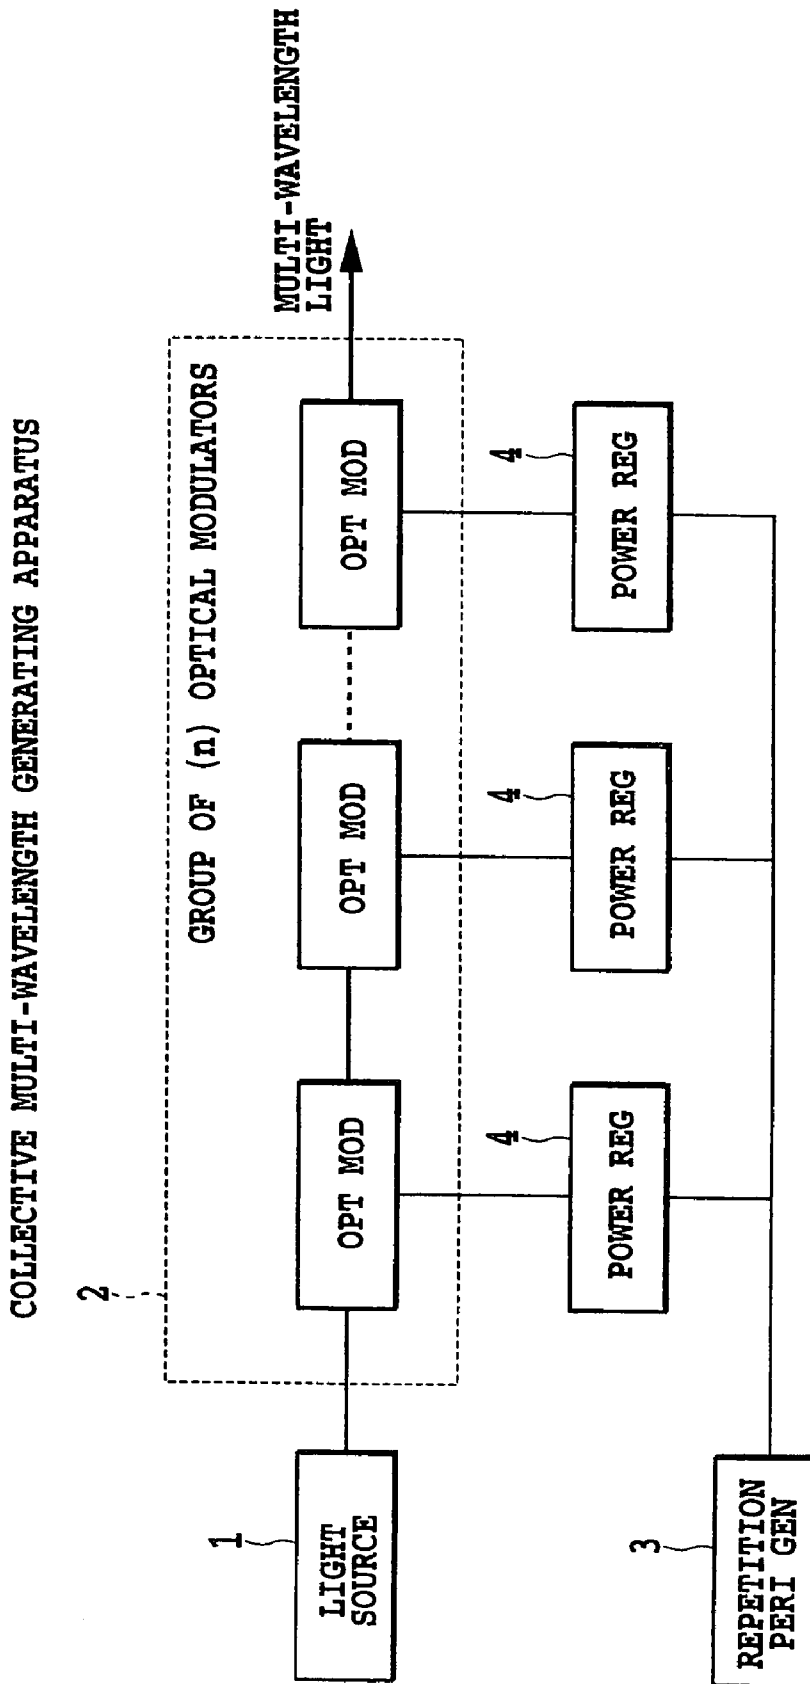 COLLECTIVE MULTI-WAVELENGTH GENERATING APPARATUS
2
GROUP OF (n) OPTICAL MODULATORS
MULTI-WAVELENGTH
LIGHT
1
LIGHT
SOURCE
OPT MOD
OPT MOD
OPT MOD
4
POWER REG
4
POWER REG
4
POWER REG
3
REPETITION
PERI GEN